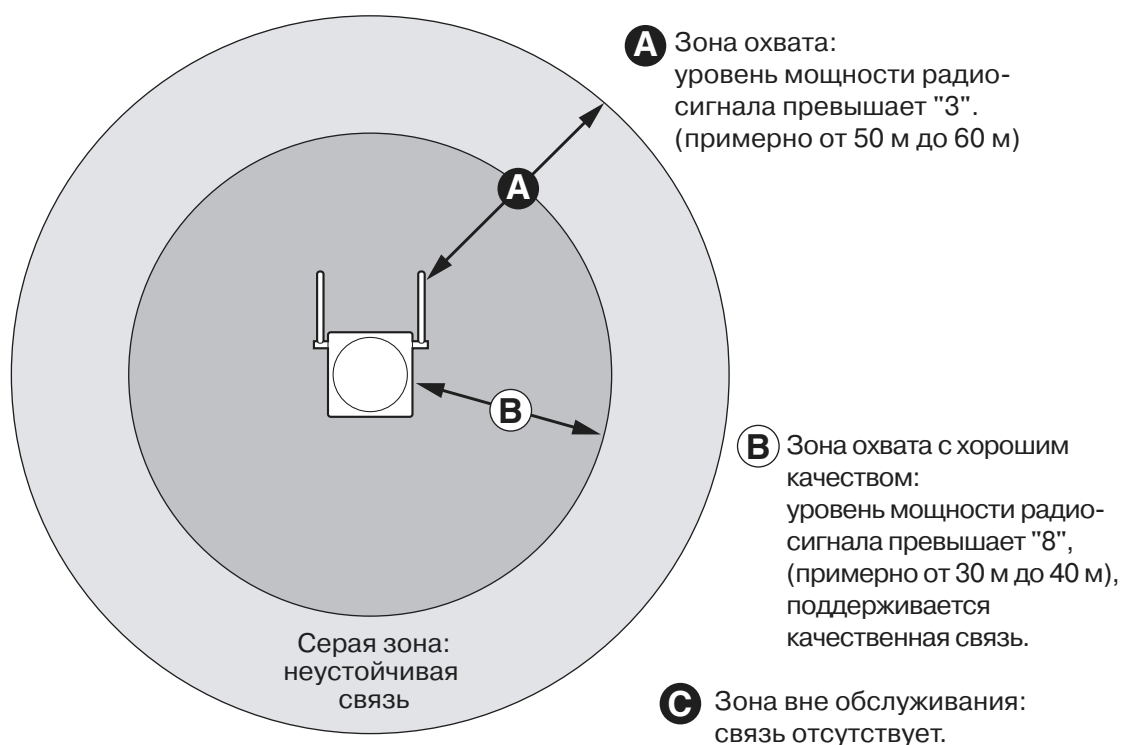 A Зона охвата:
уровень мощности радио-
сигнала превышает "3".
(примерно от 50 м до 60 м)
A
B
B Зона охвата с хорошим
качеством:
уровень мощности радио-
сигнала превышает "8",
(примерно от 30 м до 40 м),
поддерживается
качественная связь.
Серая зона:
неустойчивая
связь
C Зона вне обслуживания:
связь отсутствует.